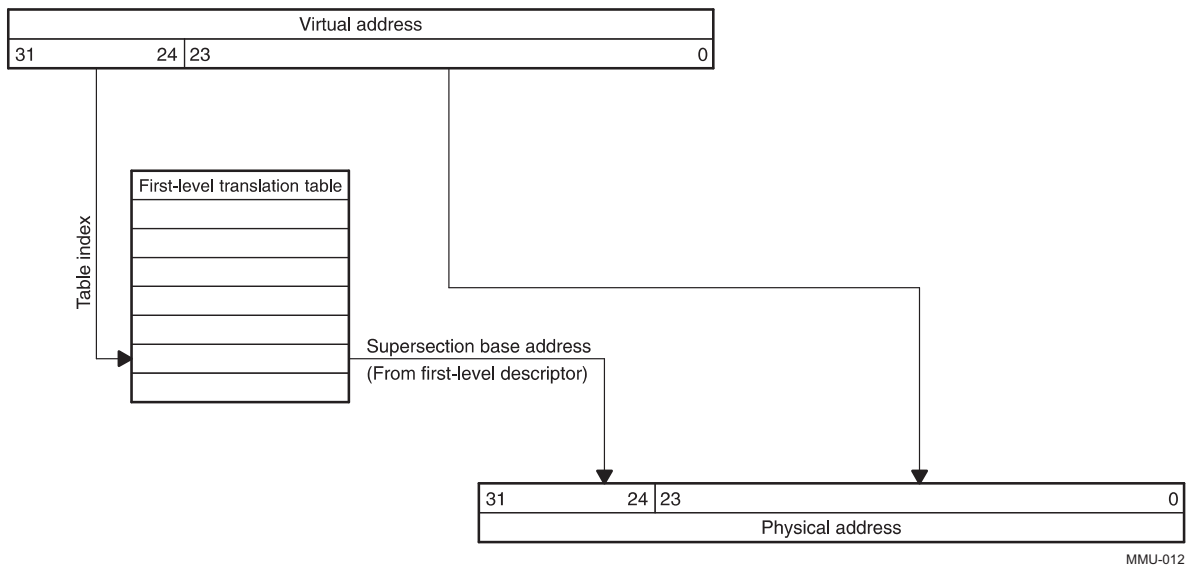 Virtual address
31 24 23 0
First-level translation table
Table index
Supersection base address
(From first-level descriptor)
31 24 23 0
Physical address
MMU-012